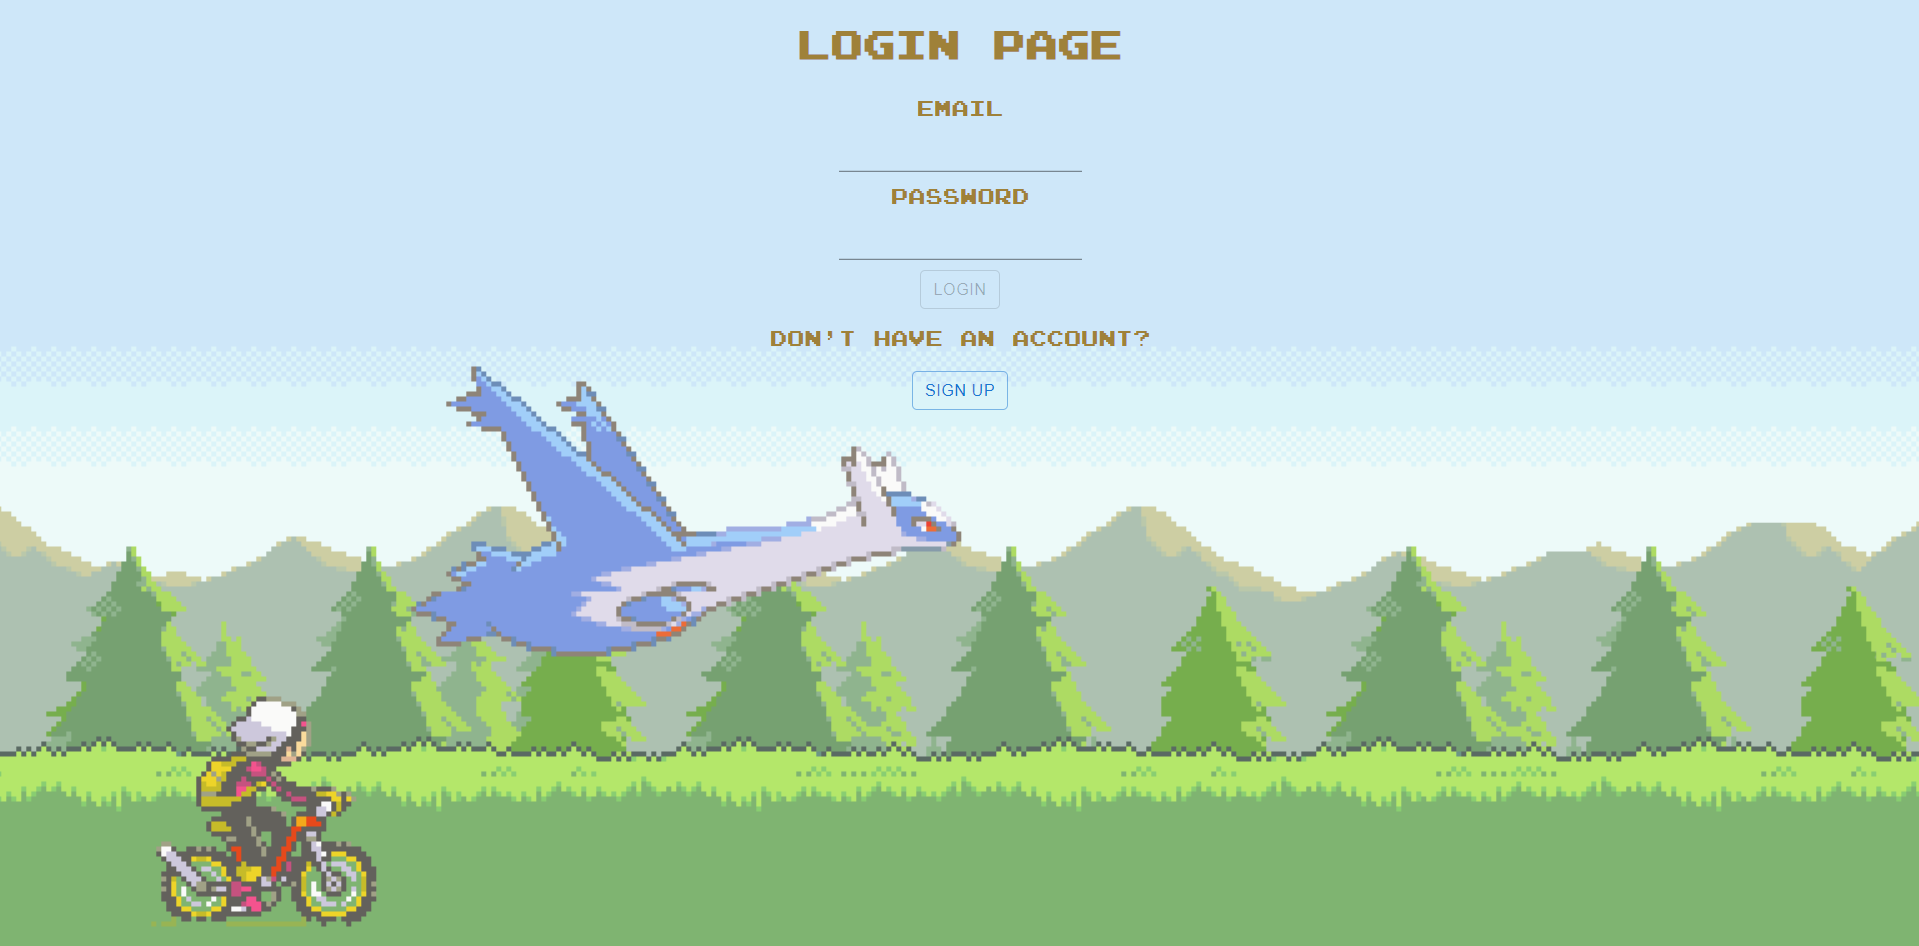 LOGIN PAGE
EMAIL
PASSWORD
LOGIN
DON'T HAVE AN ACCOUNT?
SIGN UP